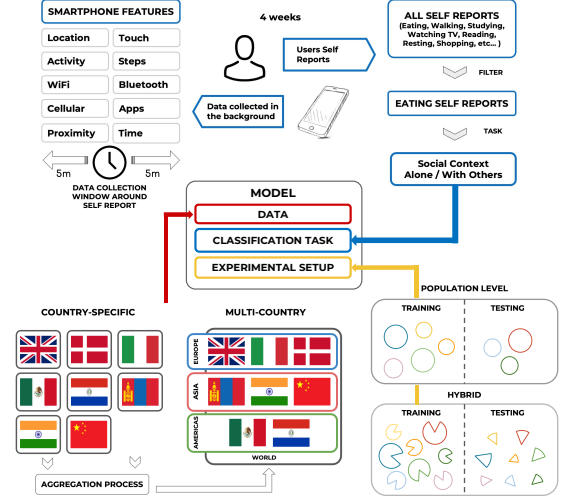 SMARTPHONE FEATURES
Location
Touch
Activity
Steps
WiFi
Bluetooth
Cellular
Apps
Proximity
Time
5m
5m
DATA COLLECTION
WINDOW AROUND
SELF REPORT
4 weeks
Users Self
Reports
Data collected in
the background
ALL SELF REPORTS
(Eating, Walking, Studying,
Watching TV, Reading,
Resting, Shopping, etc... )
FILTER
EATING SELF REPORTS
TASK
Social Context
Alone / With Others
MODEL
DATA
CLASSIFICATION TASK
EXPERIMENTAL SETUP
COUNTRY-SPECIFIC
MULTI-COUNTRY
EUROPE
ASIA
AMERICAS
WORLD
AGGREGATION PROCESS
POPULATION LEVEL
TRAINING
TESTING
HYBRID
TRAINING
TESTING